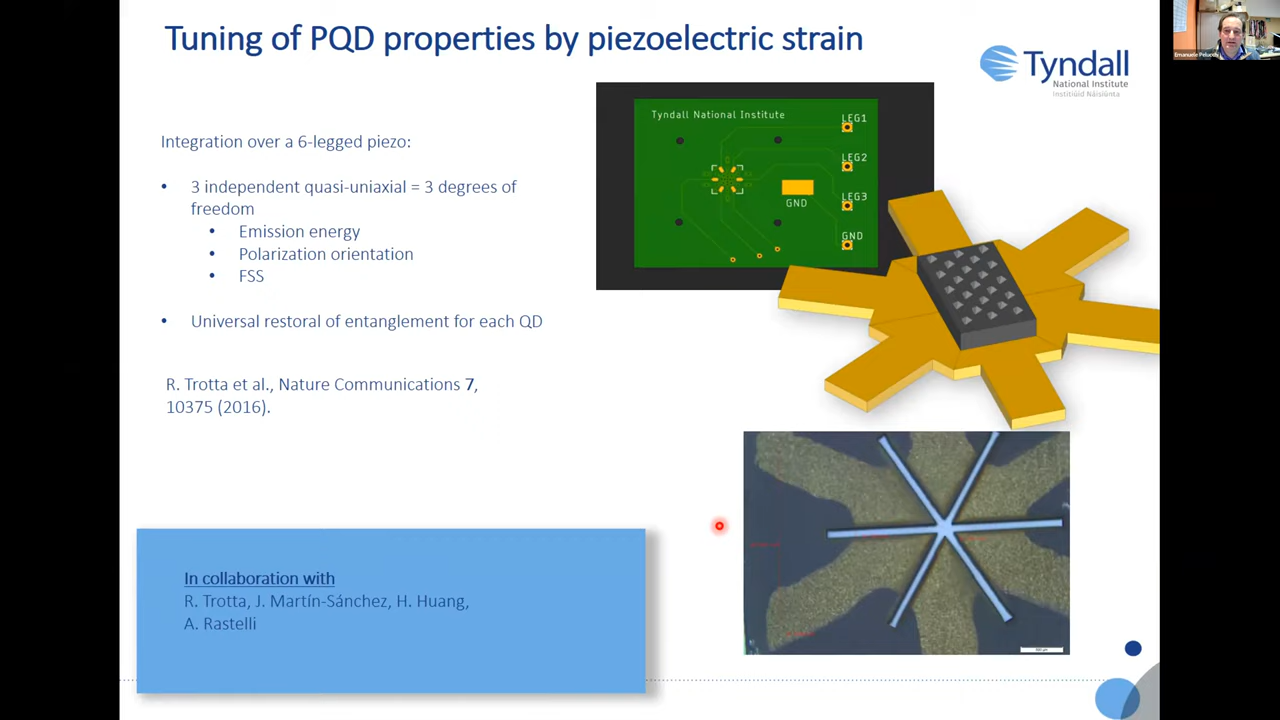 Tuning of PQD properties by piezoelectric strain
Tyndall
National Institute
Institiúid Náisiúnta
Integration over a 6-legged piezo:
• 3 independent quasi-uniaxial = 3 degrees of
freedom
• Emission energy
• Polarization orientation
• FSS
• Universal restoral of entanglement for each QD
R. Trotta et al., Nature Communications 7,
10375 (2016).
Tyndall National Institute
LEG1
LEG2
LEG3
GND
GND
In collaboration with
R. Trotta, J. Martín-Sánchez, H. Huang,
A. Rastelli